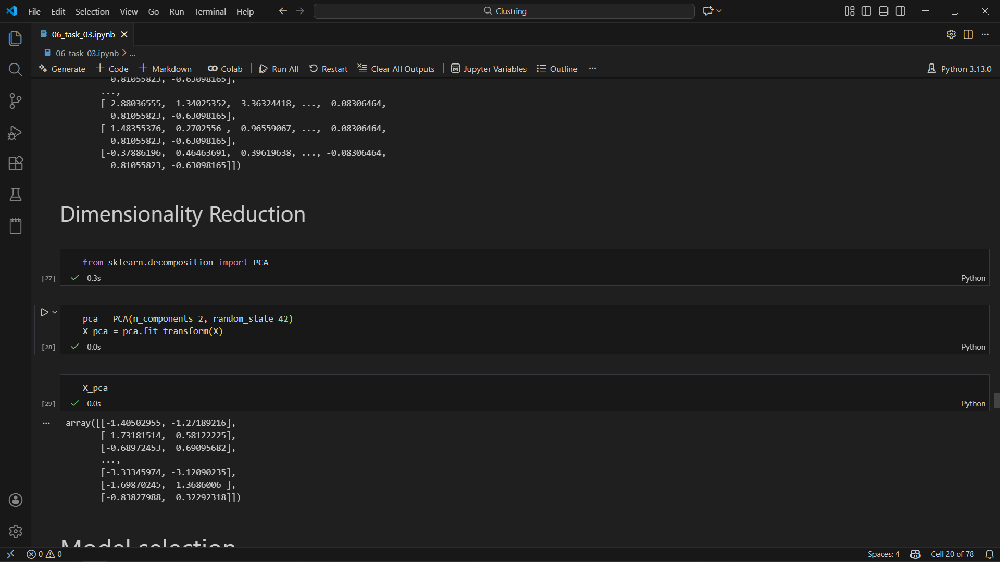 File Edit Selection View Go Run Terminal Help
Clustring
06_task_03.ipynb
06_task_03.ipynb > ...
Generate + Code + Markdown Colab Run All Restart Clear All Outputs Jupyter Variables Outline ... Python 3.13.0
0.81055823, -0.63098165],
...,
[ 2.88036555, 1.34025352, 3.36324418, ..., -0.08306464,
0.81055823, -0.63098165],
[ 1.48355376, -0.2702556 , 0.96559067, ..., -0.08306464,
0.81055823, -0.63098165],
[-0.37886196, 0.46463691, 0.39619638, ..., -0.08306464,
0.81055823, -0.63098165]])
Dimensionality Reduction
from sklearn.decomposition import PCA
[27] 0.3s Python
pca = PCA(n_components=2, random_state=42)
X_pca = pca.fit_transform(X)
[28] 0.0s Python
X_pca
[29] 0.0s Python
... array([[-1.40502955, -1.27189216],
[ 1.73181514, -0.58122225],
[-0.68972453, 0.69095682],
...,
[-3.33345974, -3.12090235],
[-1.69870245, 1.3686006 ],
[-0.83827988, 0.32292318]])
Model selection
0 0 Spaces: 4 Cell 20 of 78